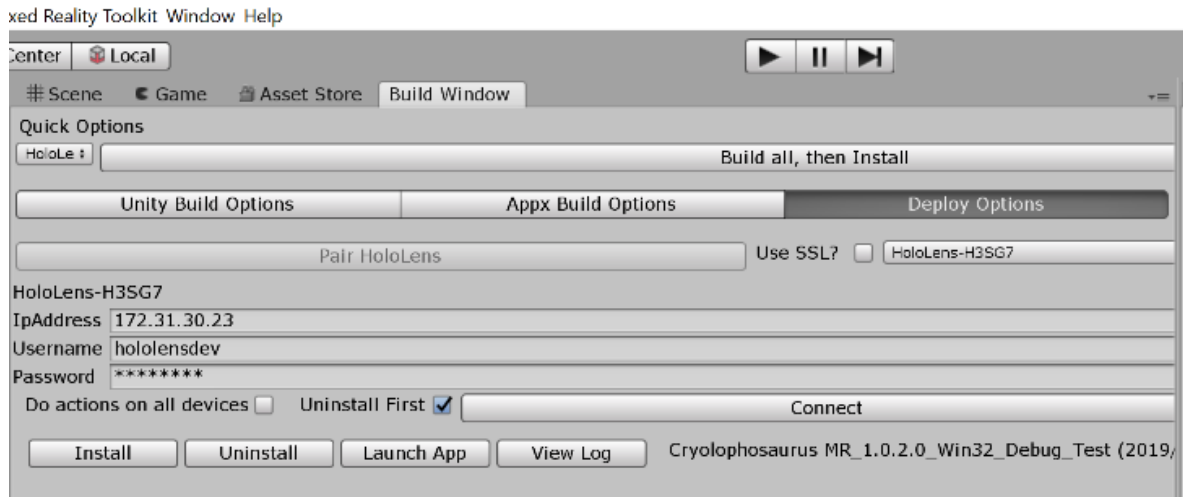 xed Reality Toolkit Window Help
Center Local
Scene Game Asset Store Build Window
Quick Options
HoloLe Build all, then Install
Unity Build Options Appx Build Options Deploy Options
Pair HoloLens Use SSL? HoloLens-H3SG7
HoloLens-H3SG7
IpAddress 172.31.30.23
Username hololensdev
Password ********
Do actions on all devices Uninstall First Connect
Install Uninstall Launch App View Log Cryolophosaurus MR_1.0.2.0_Win32_Debug_Test (2019/